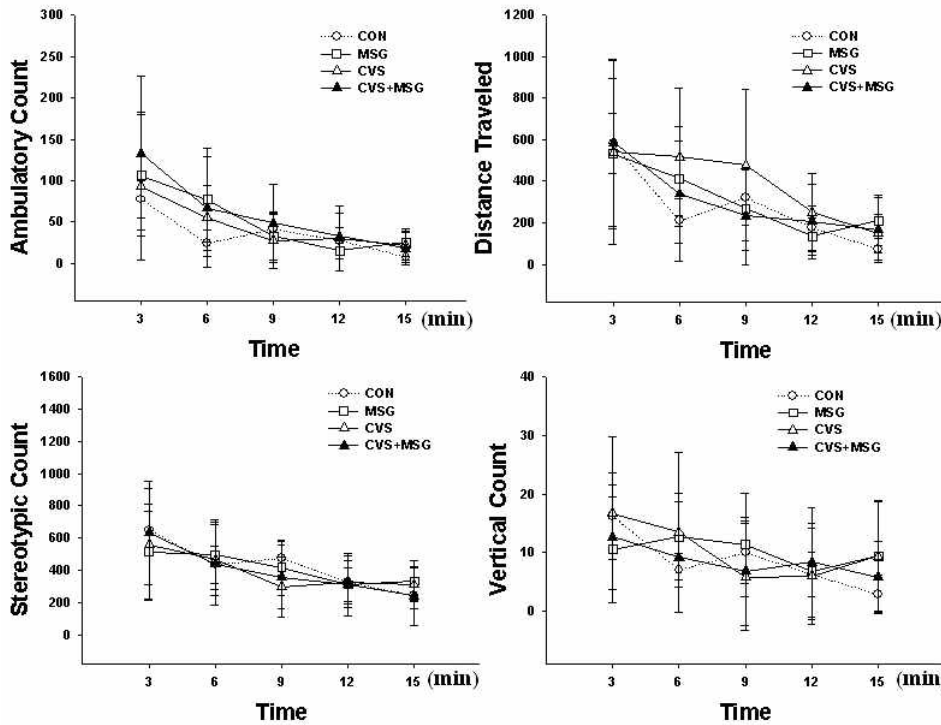 300
250
200
150
100
50
0
Ambulatory Count
CON
MSG
CVS
CVS+MSG
3 6 9 12 15 (min)
Time
1200
1000
800
600
400
200
0
Distance Traveled
CON
MSG
CVS
CVS+MSG
3 6 9 12 15 (min)
Time
1600
1400
1200
1000
800
600
400
200
0
Stereotypic Count
CON
MSG
CVS
CVS+MSG
3 6 9 12 15 (min)
Time
40
30
20
10
0
Vertical Count
CON
MSG
CVS
CVS+MSG
3 6 9 12 15 (min)
Time